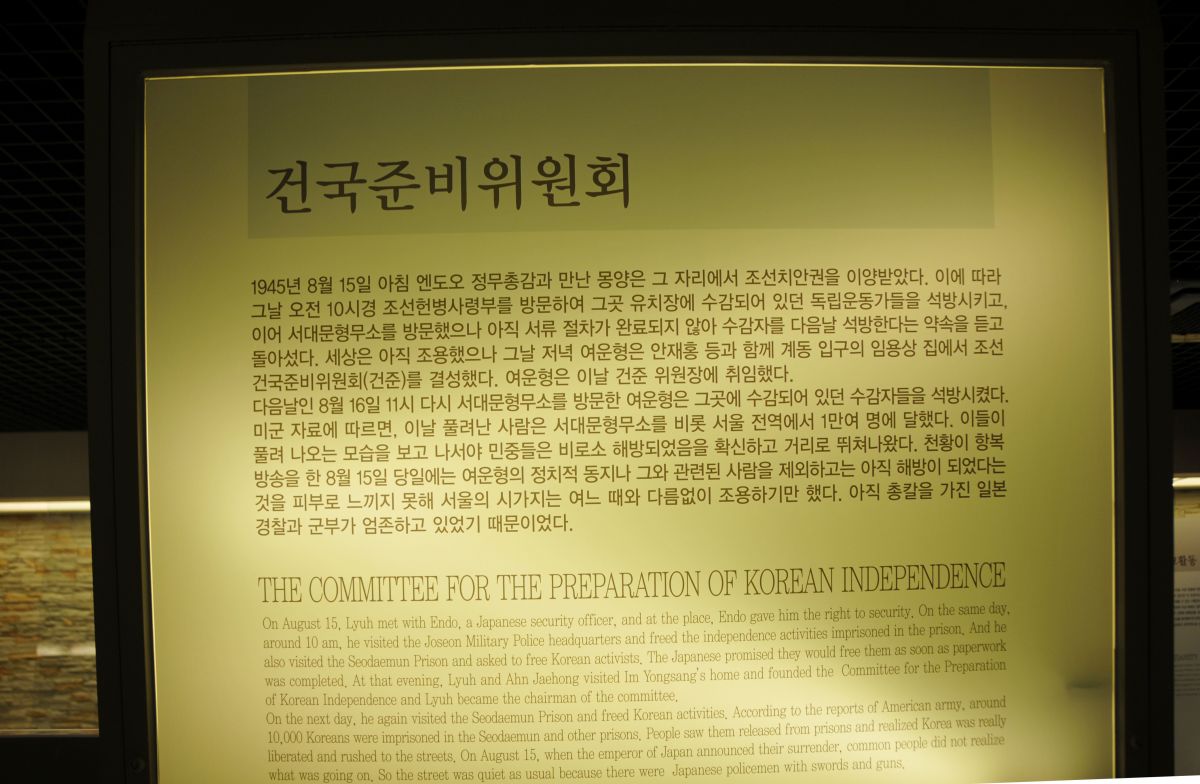 건국준비위원회
1945년 8월 15일 아침 엔도오 정무총감과 만난 몽양은 그 자리에서 조선치안권을 이양받았다. 이에 따라
그날 오전 10시경 조선헌병사령부를 방문하여 그곳 유치장에 수감되어 있던 독립운동가들을 석방시키고,
이어 서대문형무소를 방문했으나 아직 서류 절차가 완료되지 않아 수감자를 다음날 석방한다는 약속을 듣고
돌아섰다. 세상은 아직 조용했으나 그날 저녁 여운형은 안재홍 등과 함께 계동 입구의 임용상 집에서 조선
건국준비위원회(건준)를 결성했다. 여운형은 이날 건준 위원장에 취임했다.
다음날인 8월 16일 11시 다시 서대문형무소를 방문한 여운형은 그곳에 수감되어 있던 수감자들을 석방시켰다.
미군 자료에 따르면, 이날 풀려난 사람은 서대문형무소를 비롯 서울 전역에서 1만여 명에 달했다. 이들이
풀려 나오는 모습을 보고 나서야 민중들은 비로소 해방되었음을 확신하고 거리로 뛰쳐나왔다. 천황이 항복
방송을 한 8월 15일 당일에는 여운형의 정치적 동지나 그와 관련된 사람을 제외하고는 아직 해방이 되었다는
것을 피부로 느끼지 못해 서울의 시가지는 여느 때와 다름없이 조용하기만 했다. 아직 총칼을 가진 일본
경찰과 군부가 엄존하고 있었기 때문이었다.
THE COMMITTEE FOR THE PREPARATION OF KOREAN INDEPENDENCE
On August 15, Lyuh met with Endo, a Japanese security officer, and at the place, Endo gave him the right to security. On the same day,
around 10 am, he visited the Joseon Military Police headquarters and freed the independence activities imprisoned in the prison. And he
also visited the Seodaemun Prison and asked to free Korean activists. The Japanese promised they would free them as soon as paperwork
was completed. At that evening, Lyuh and Ahn Jaehong visited Im Yongsang's home and founded the Committee for the Preparation
of Korean Independence and Lyuh became the chairman of the committee.
On the next day, he again visited the Seodaemun Prison and freed Korean activities. According to the reports of American army, around
10,000 Koreans were imprisoned in the Seodaemun and other prisons. People saw them released from prisons and realized Korea was really
liberated and rushed to the streets. On August 15, when the emperor of Japan announced their surrender, common people did not realize
what was going on. So the street was quiet as usual because there were Japanese policemen with swords and guns.